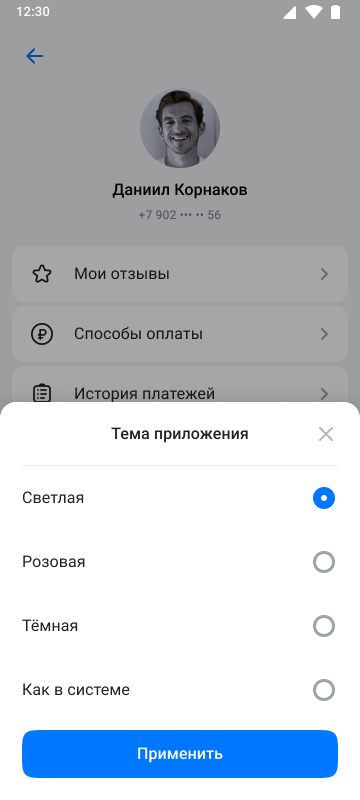 12:30
Даниил Корнаков
+7 902 ••• •• 56
Мои отзывы
Способы оплаты
История платежей
Тема приложения
Светлая
Розовая
Тёмная
Как в системе
Применить